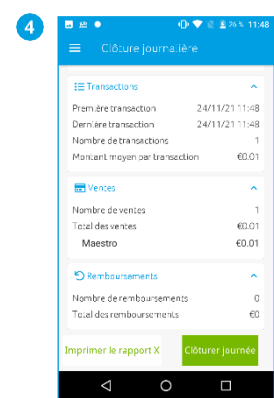 4
26 % 11:48
Clôture journalière
Transactions
Première transaction 24/11/21 11:48
Dernière transaction 24/11/21 11:48
Nombre de transactions 1
Montant moyen par transaction €0.01
Ventes
Nombre de ventes 1
Total des ventes €0.01
Maestro €0.01
Remboursements
Nombre de remboursements 0
Total des remboursements €0
Imprimer le rapport X Clôturer journée